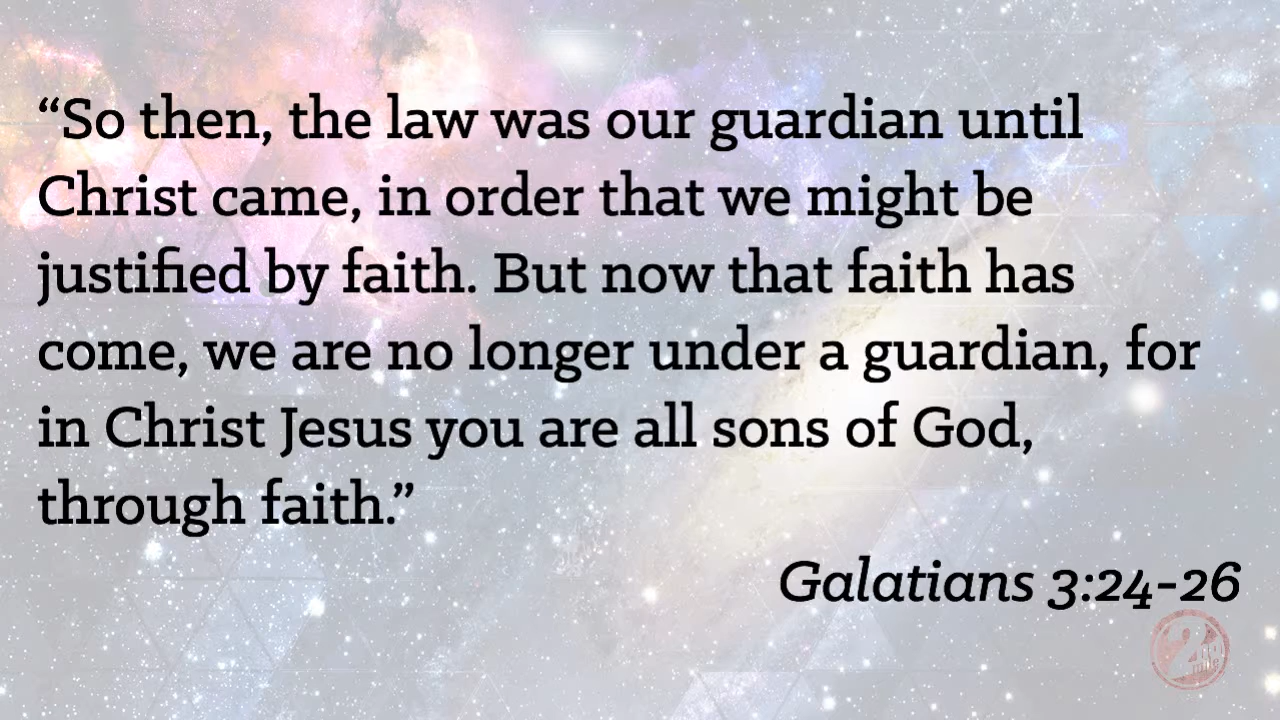 “So then, the law was our guardian until
Christ came, in order that we might be
justified by faith. But now that faith has
come, we are no longer under a guardian, for
in Christ Jesus you are all sons of God,
through faith.”
Galatians 3:24-26
2
mile